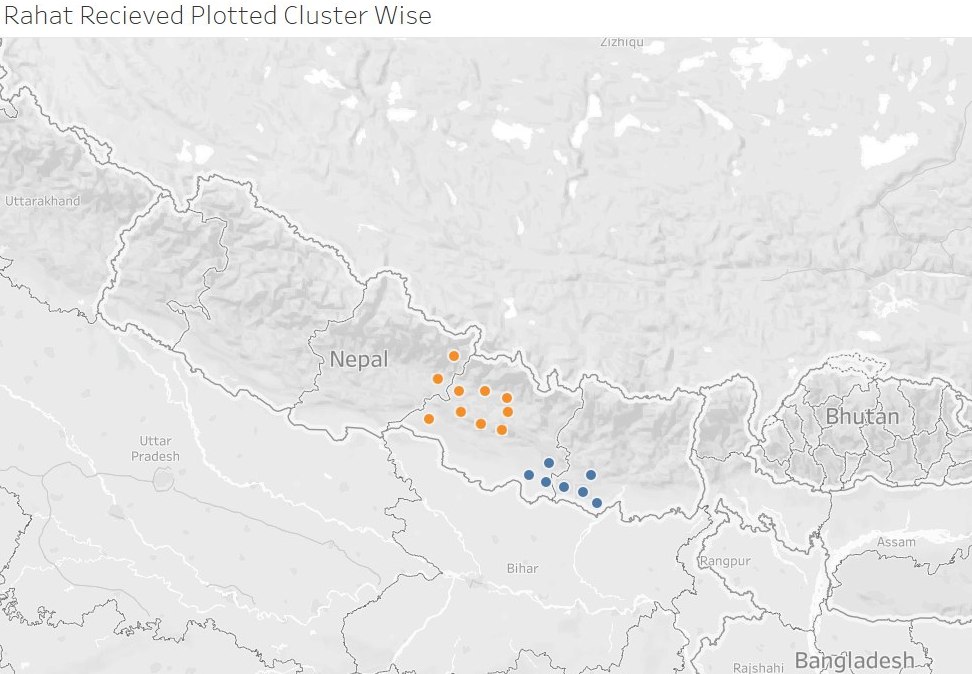 Rahat Recieved Plotted Cluster Wise
Zizhiqu
Uttarakhand
Nepal
Bhutan
Uttar
Pradesh
Assam
Bihar
Rangpur
Rajshahi
Bangladesh